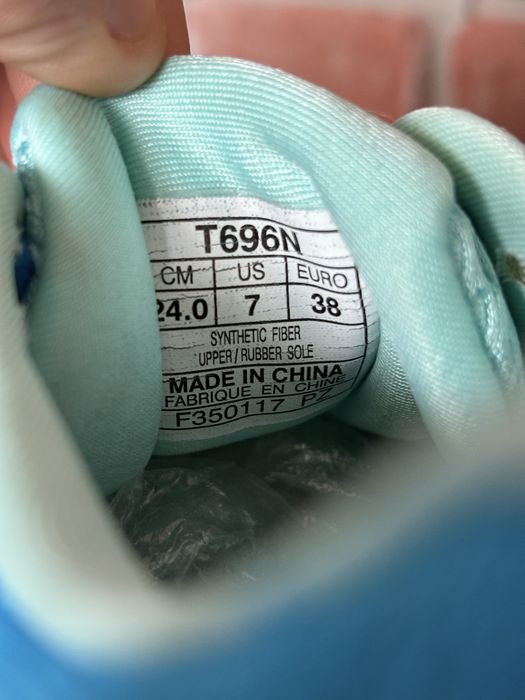 T696N
CM US EURO
24.0 7 38
SYNTHETIC FIBER
UPPER/RUBBER SOLE
MADE IN CHINA
FABRIQUE EN CHINE
F350117 PZ